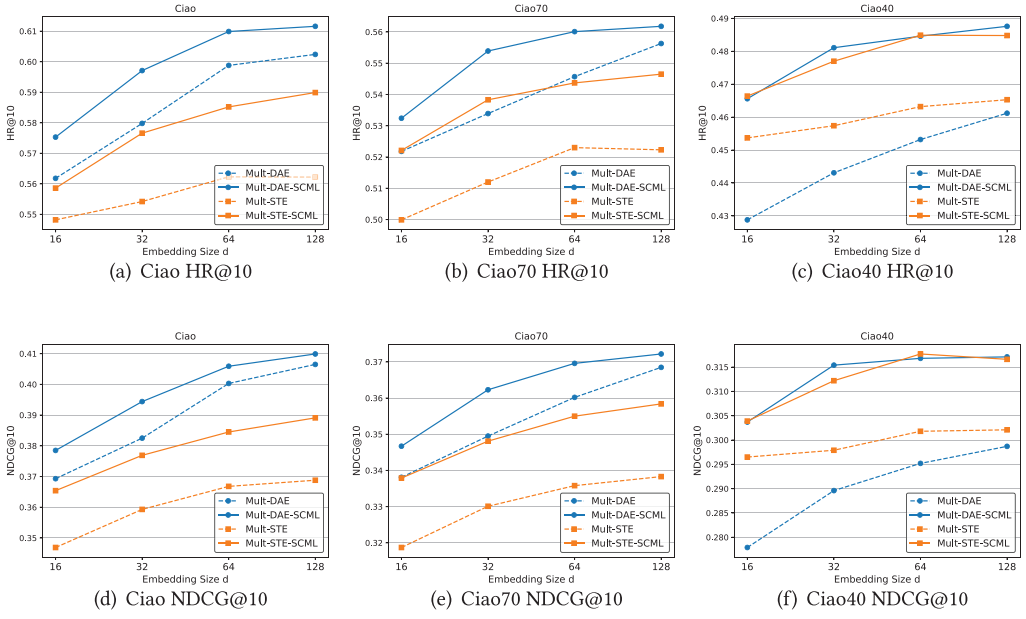 Ciao
0.61
0.60
0.59
0.58
0.57
0.56
0.55
HR@10
16 32 64 128
Embedding Size d
Mult-DAE
Mult-DAE-SCML
Mult-STE
Mult-STE-SCML
(a) Ciao HR@10
Ciao70
0.56
0.55
0.54
0.53
0.52
0.51
0.50
HR@10
16 32 64 128
Embedding Size d
Mult-DAE
Mult-DAE-SCML
Mult-STE
Mult-STE-SCML
(b) Ciao70 HR@10
Ciao40
0.49
0.48
0.47
0.46
0.45
0.44
0.43
HR@10
16 32 64 128
Embedding Size d
Mult-DAE
Mult-DAE-SCML
Mult-STE
Mult-STE-SCML
(c) Ciao40 HR@10
Ciao
0.41
0.40
0.39
0.38
0.37
0.36
0.35
NDCG@10
16 32 64 128
Embedding Size d
Mult-DAE
Mult-DAE-SCML
Mult-STE
Mult-STE-SCML
(d) Ciao NDCG@10
Ciao70
0.37
0.36
0.35
0.34
0.33
0.32
NDCG@10
16 32 64 128
Embedding Size d
Mult-DAE
Mult-DAE-SCML
Mult-STE
Mult-STE-SCML
(e) Ciao70 NDCG@10
Ciao40
0.315
0.305
0.300
0.295
0.290
0.285
0.280
NDCG@10
16 32 64 128
Embedding Size d
Mult-DAE
Mult-DAE-SCML
Mult-STE
Mult-STE-SCML
(f) Ciao40 NDCG@10